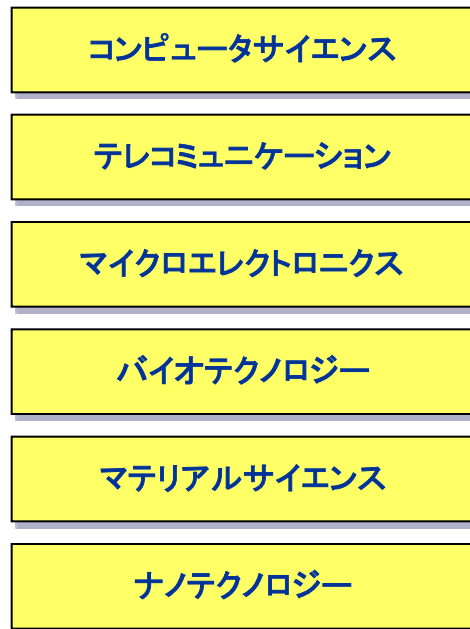 コンピュータサイエンス
テレコミュニケーション
マイクロエレクトロニクス
バイオテクノロジー
マテリアルサイエンス
ナノテクノロジー